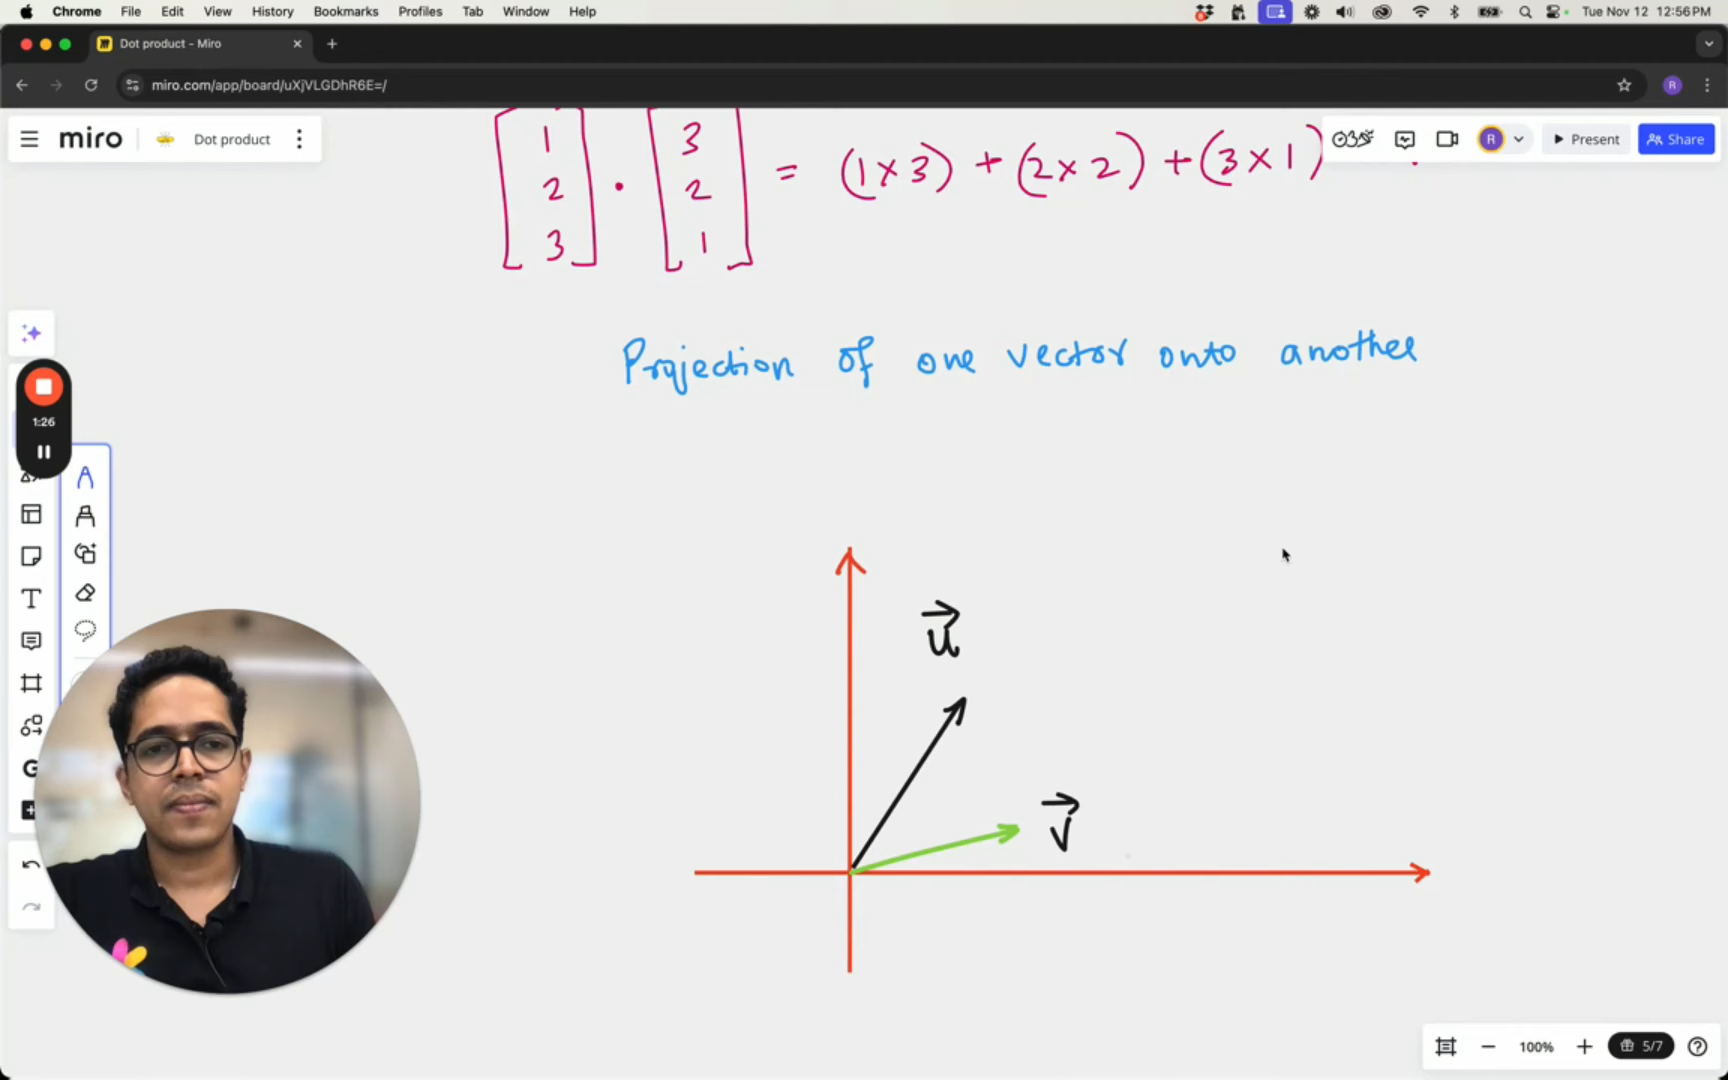 Chrome File Edit View History Bookmarks Profiles Tab Window Help Tue Nov 12 12:56 PM
Dot product - Miro
miro.com/app/board/uXjVLGDhR6E=/ R
miro Dot product R Present Share
1 3
2 · 2 = (1×3) + (2×2) + (3×1)
3 1
Projection of one vector onto another
1:26
T
G
u
v
100% 5/7